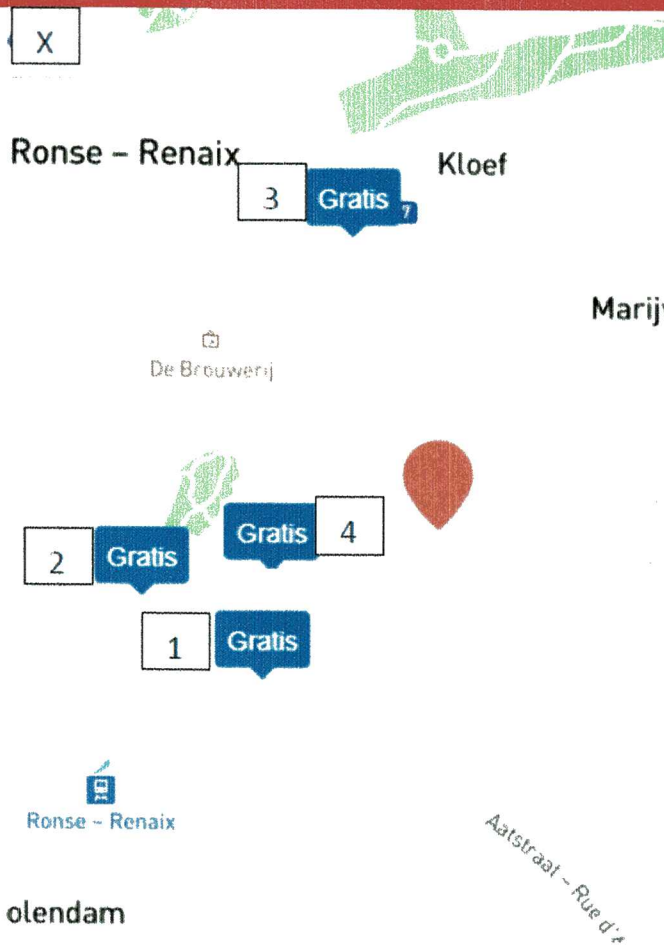 X
Ronse – Renaix
Kloef
3
Gratis
7
De Brouwerij
2
Gratis
Gratis
4
1
Gratis
Ronse – Renaix
Aatstraat – Rue
olendam